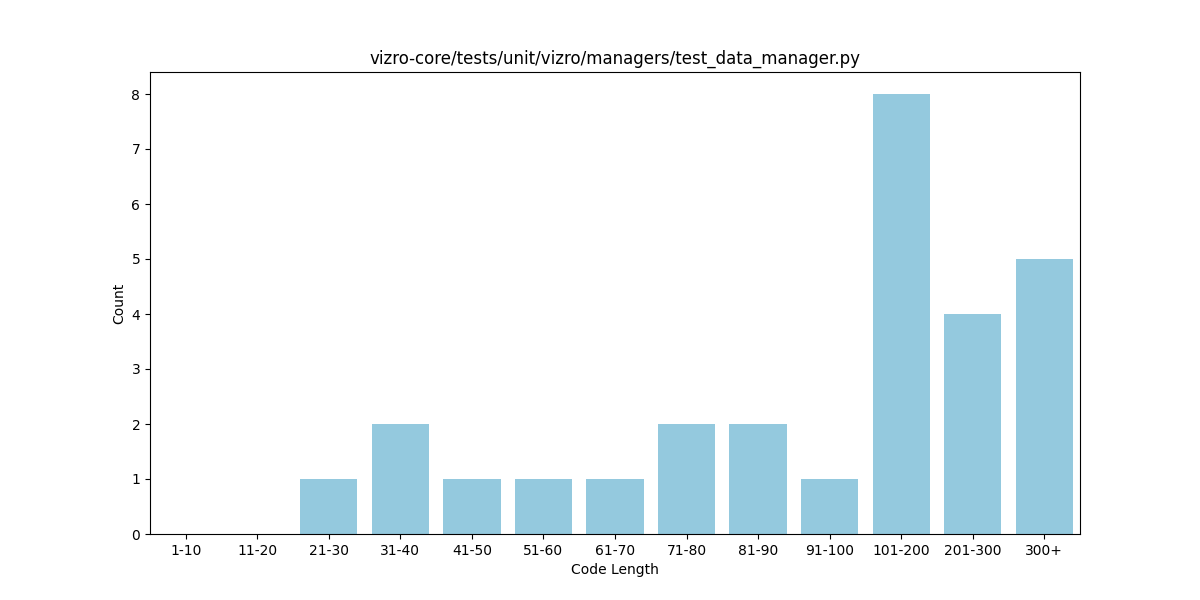 vizro-core/tests/unit/vizro/managers/test_data_manager.py
8
7
6
5
4
3
2
1
0
Count
1-10 11-20 21-30 31-40 41-50 51-60 61-70 71-80 81-90 91-100 101-200 201-300 300+
Code Length